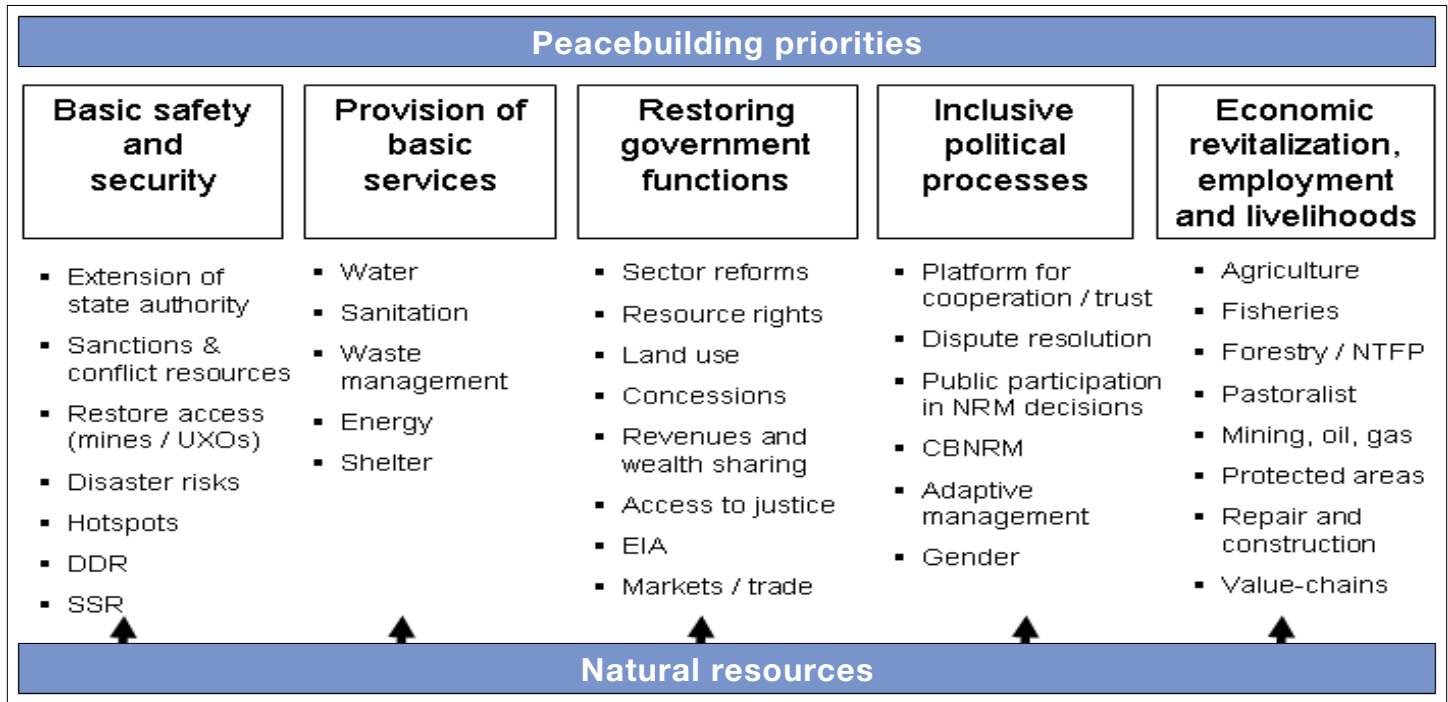 Peacebuilding priorities
Basic safety
and
security
▪ Extension of
state authority
▪ Sanctions &
conflict resources
▪ Restore access
(mines / UXOs)
▪ Disaster risks
▪ Hotspots
▪ DDR
▪ SSR
Provision of
basic
services
▪ Water
▪ Sanitation
▪ Waste
management
▪ Energy
▪ Shelter
Restoring
government
functions
▪ Sector reforms
▪ Resource rights
▪ Land use
▪ Concessions
▪ Revenues and
wealth sharing
▪ Access to justice
▪ EIA
▪ Markets / trade
Inclusive
political
processes
▪ Platform for
cooperation / trust
▪ Dispute resolution
▪ Public participation
in NRM decisions
▪ CBNRM
▪ Adaptive
management
▪ Gender
Economic
revitalization,
employment
and livelihoods
▪ Agriculture
▪ Fisheries
▪ Forestry / NTFP
▪ Pastoralist
▪ Mining, oil, gas
▪ Protected areas
▪ Repair and
construction
▪ Value-chains
Natural resources